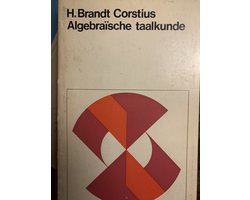 H.Brandt Corstius
Algebraïsche taalkunde